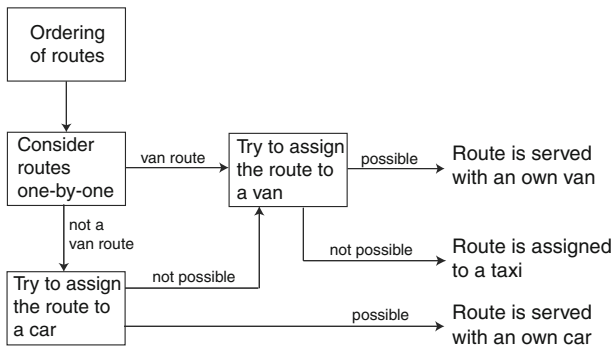 Ordering
of routes
Consider
routes
one-by-one
van route
Try to assign
the route to
a van
possible
Route is served
with an own van
not a
van route
not possible
not possible
Route is assigned
to a taxi
Try to assign
the route to
a car
possible
Route is served
with an own car